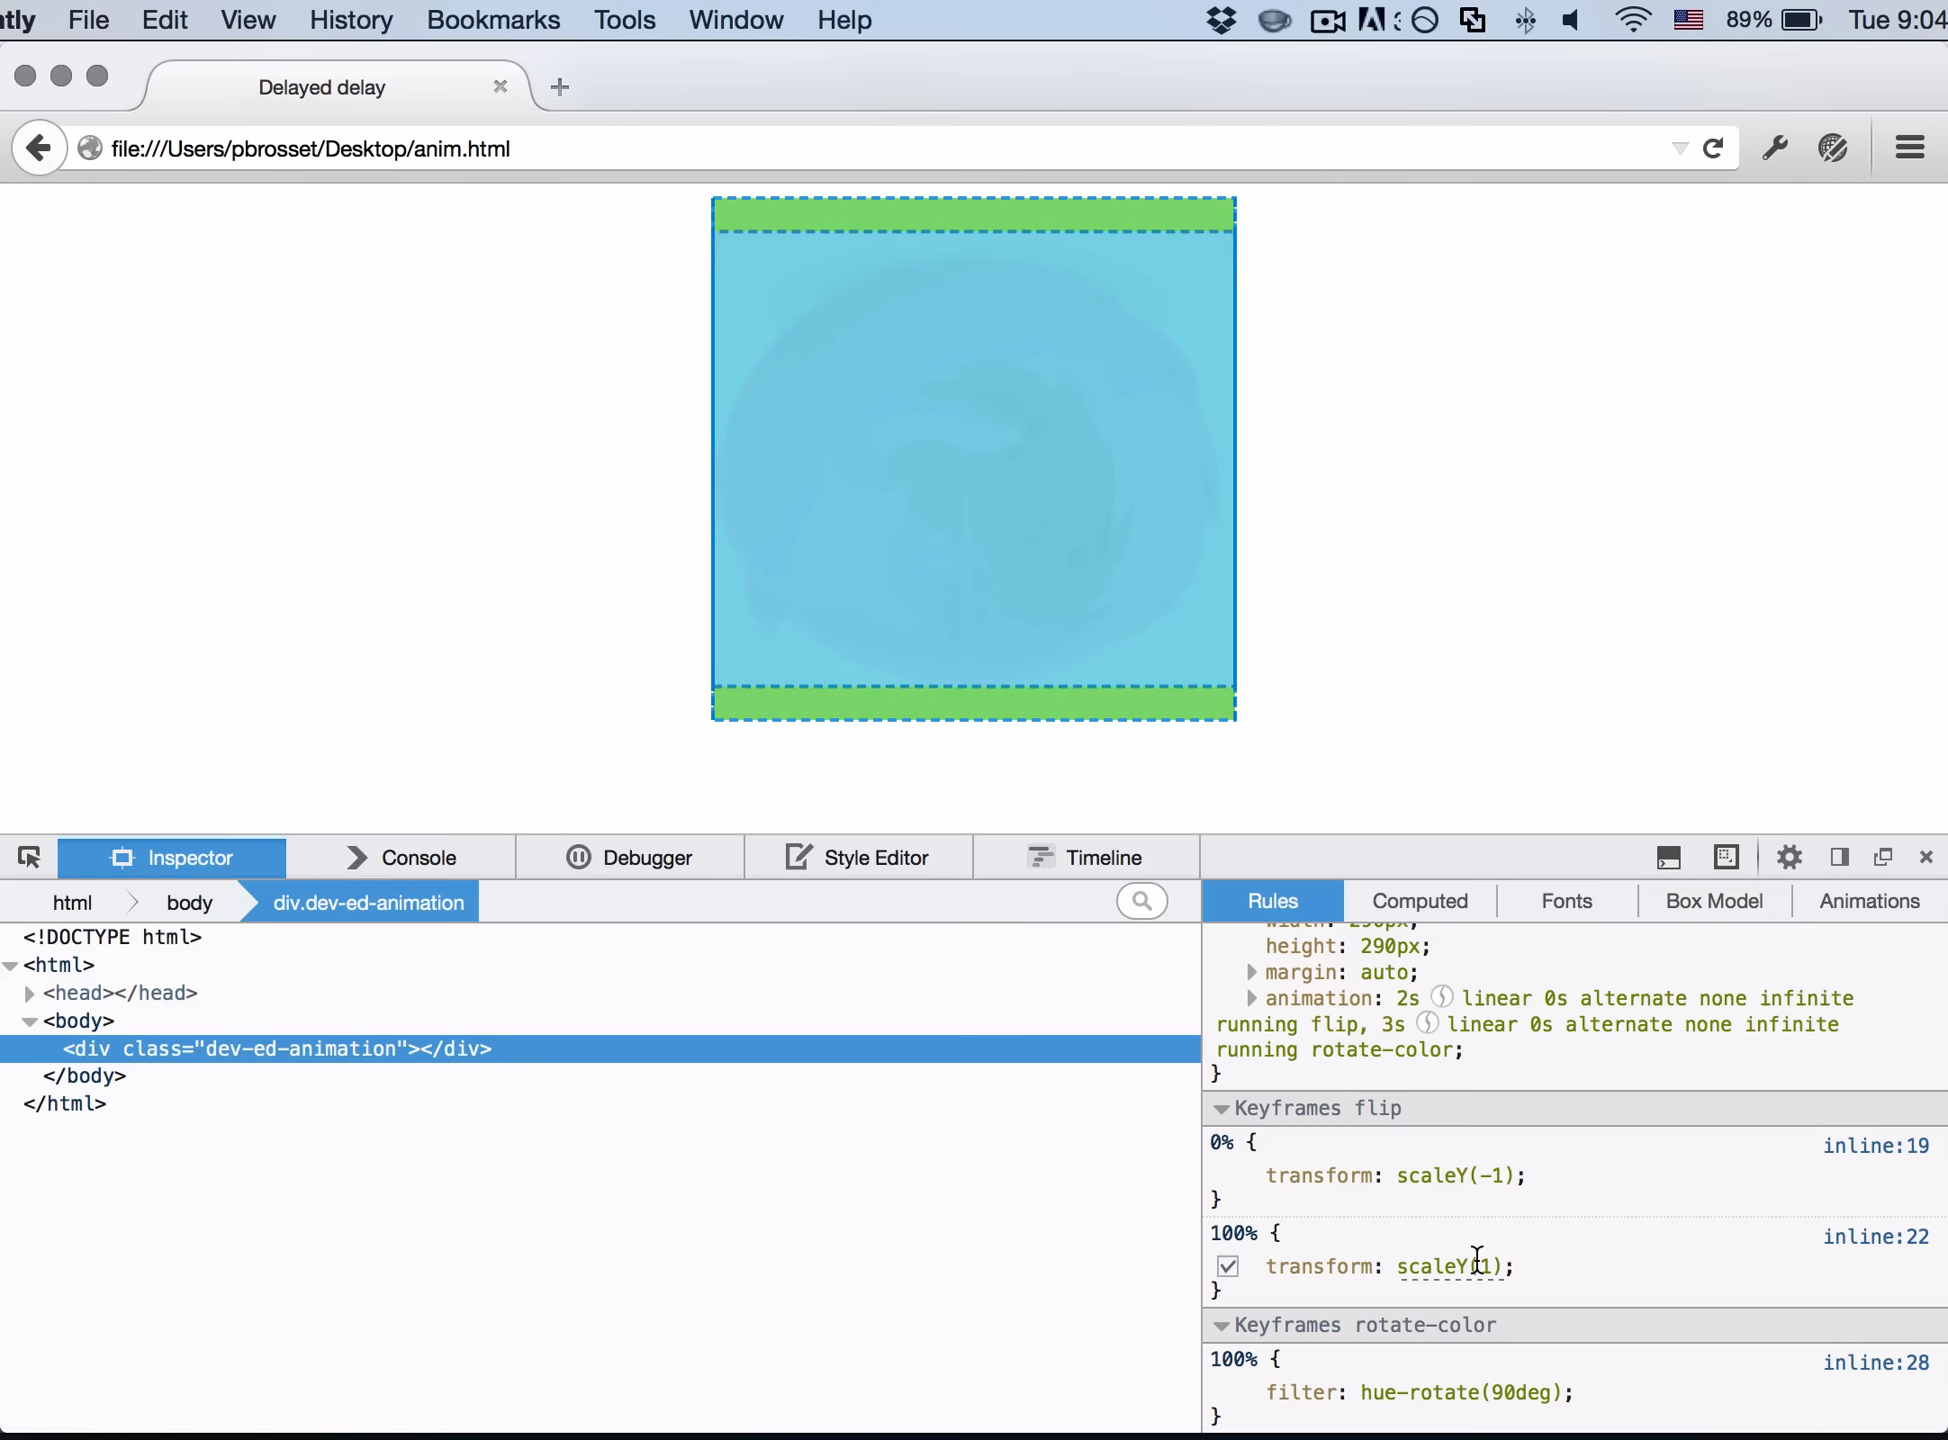 ntly File Edit View History Bookmarks Tools Window Help 89% Tue 9:04
Delayed delay
file:///Users/pbrosset/Desktop/anim.html
Inspector Console Debugger Style Editor Timeline
html body div.dev-ed-animation
Rules Computed Fonts Box Model Animations
<!DOCTYPE html>
<html>
<head></head>
<body>
<div class="dev-ed-animation"></div>
</body>
</html>
height: 290px;
margin: auto;
animation: 2s linear 0s alternate none infinite
running flip, 3s linear 0s alternate none infinite
running rotate-color;
}
Keyframes flip
0% { inline:19
transform: scaleY(-1);
}
100% { inline:22
transform: scaleY(1);
}
Keyframes rotate-color
100% { inline:28
filter: hue-rotate(90deg);
}